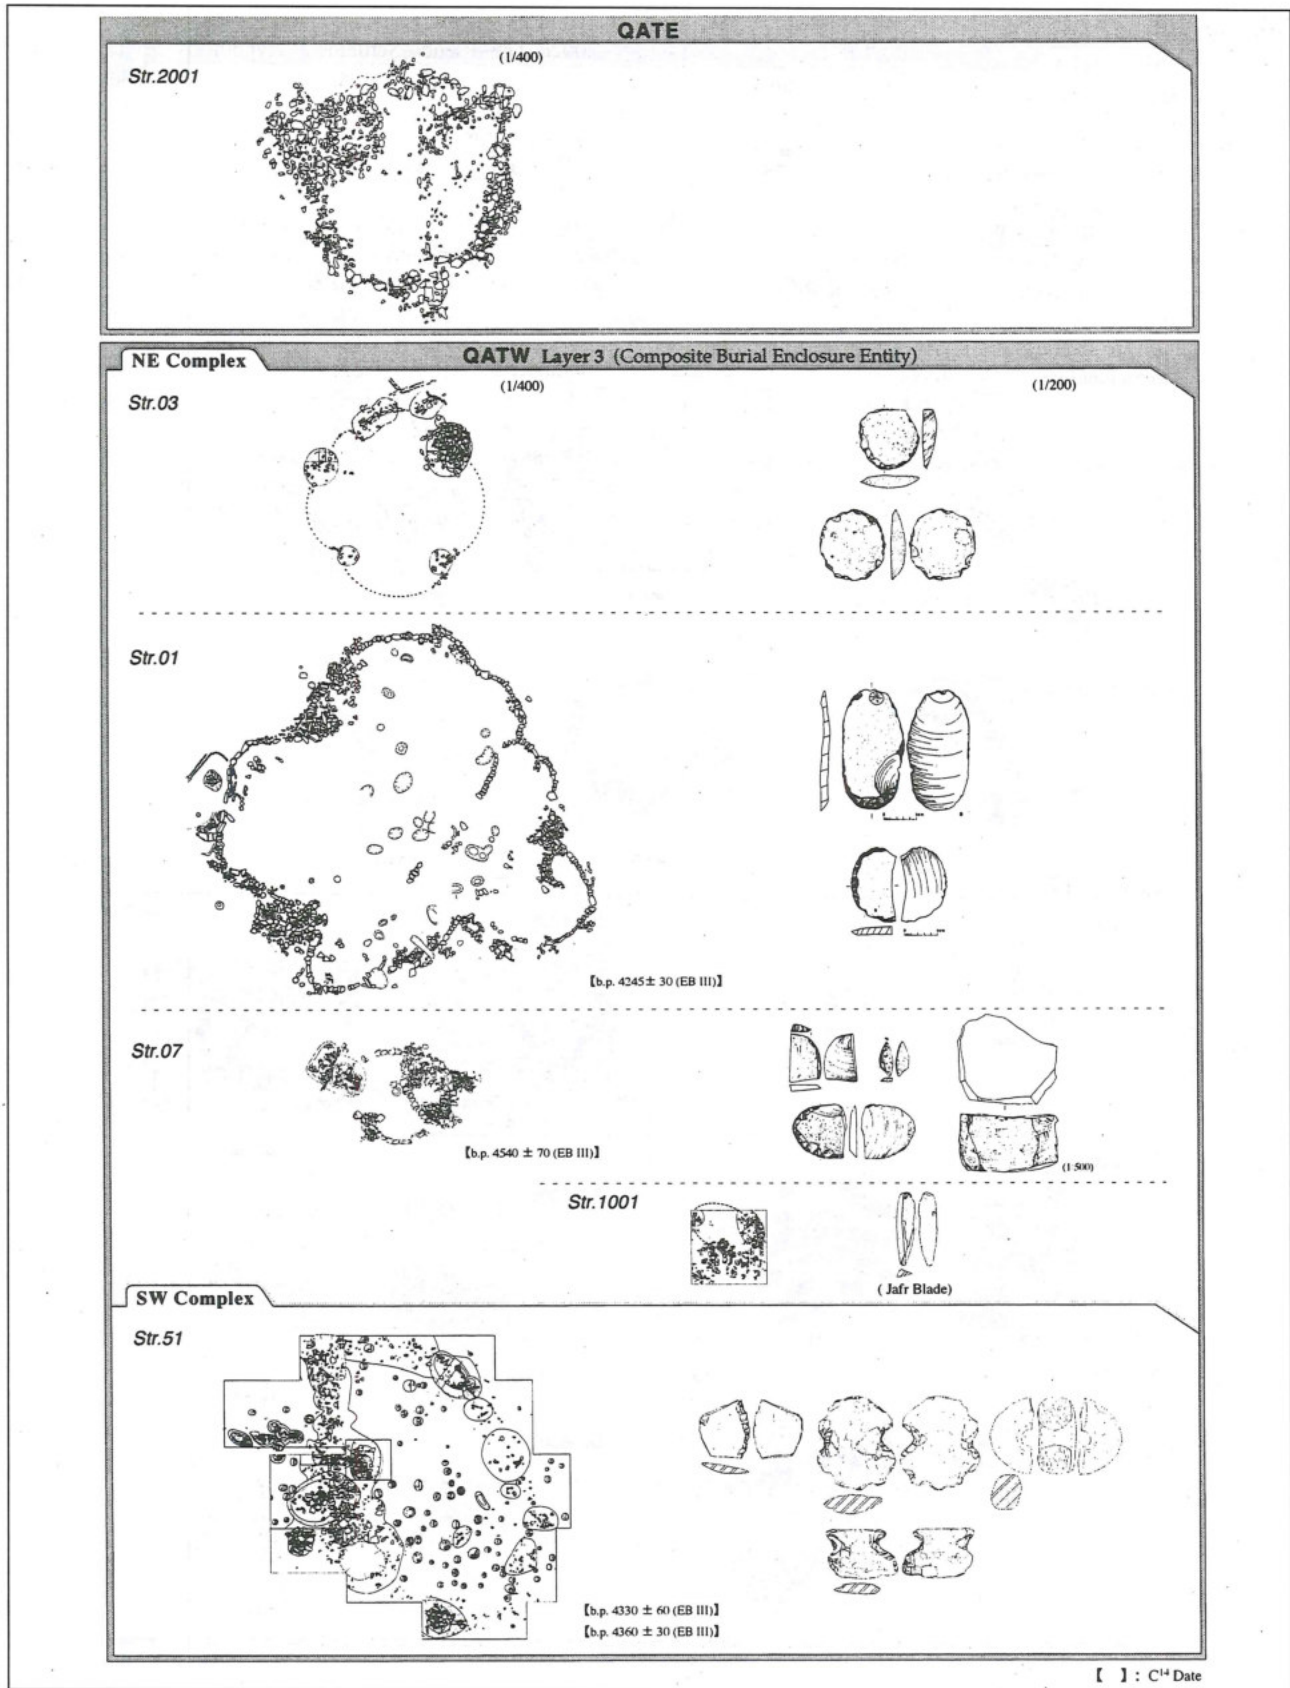 QATE
Str.2001
(1/400)
NE Complex
QATW Layer 3 (Composite Burial Enclosure Entity)
(1/400)
(1/200)
Str.03
Str.01
【b.p. 4245± 30 (EB III)】
Str.07
【b.p. 4540 ± 70 (EB III)】
(1 500)
Str.1001
( Jafr Blade)
SW Complex
Str.51
【b.p. 4330 ± 60 (EB III)】
【b.p. 4360 ± 30 (EB III)】
【 】: C¹⁴ Date